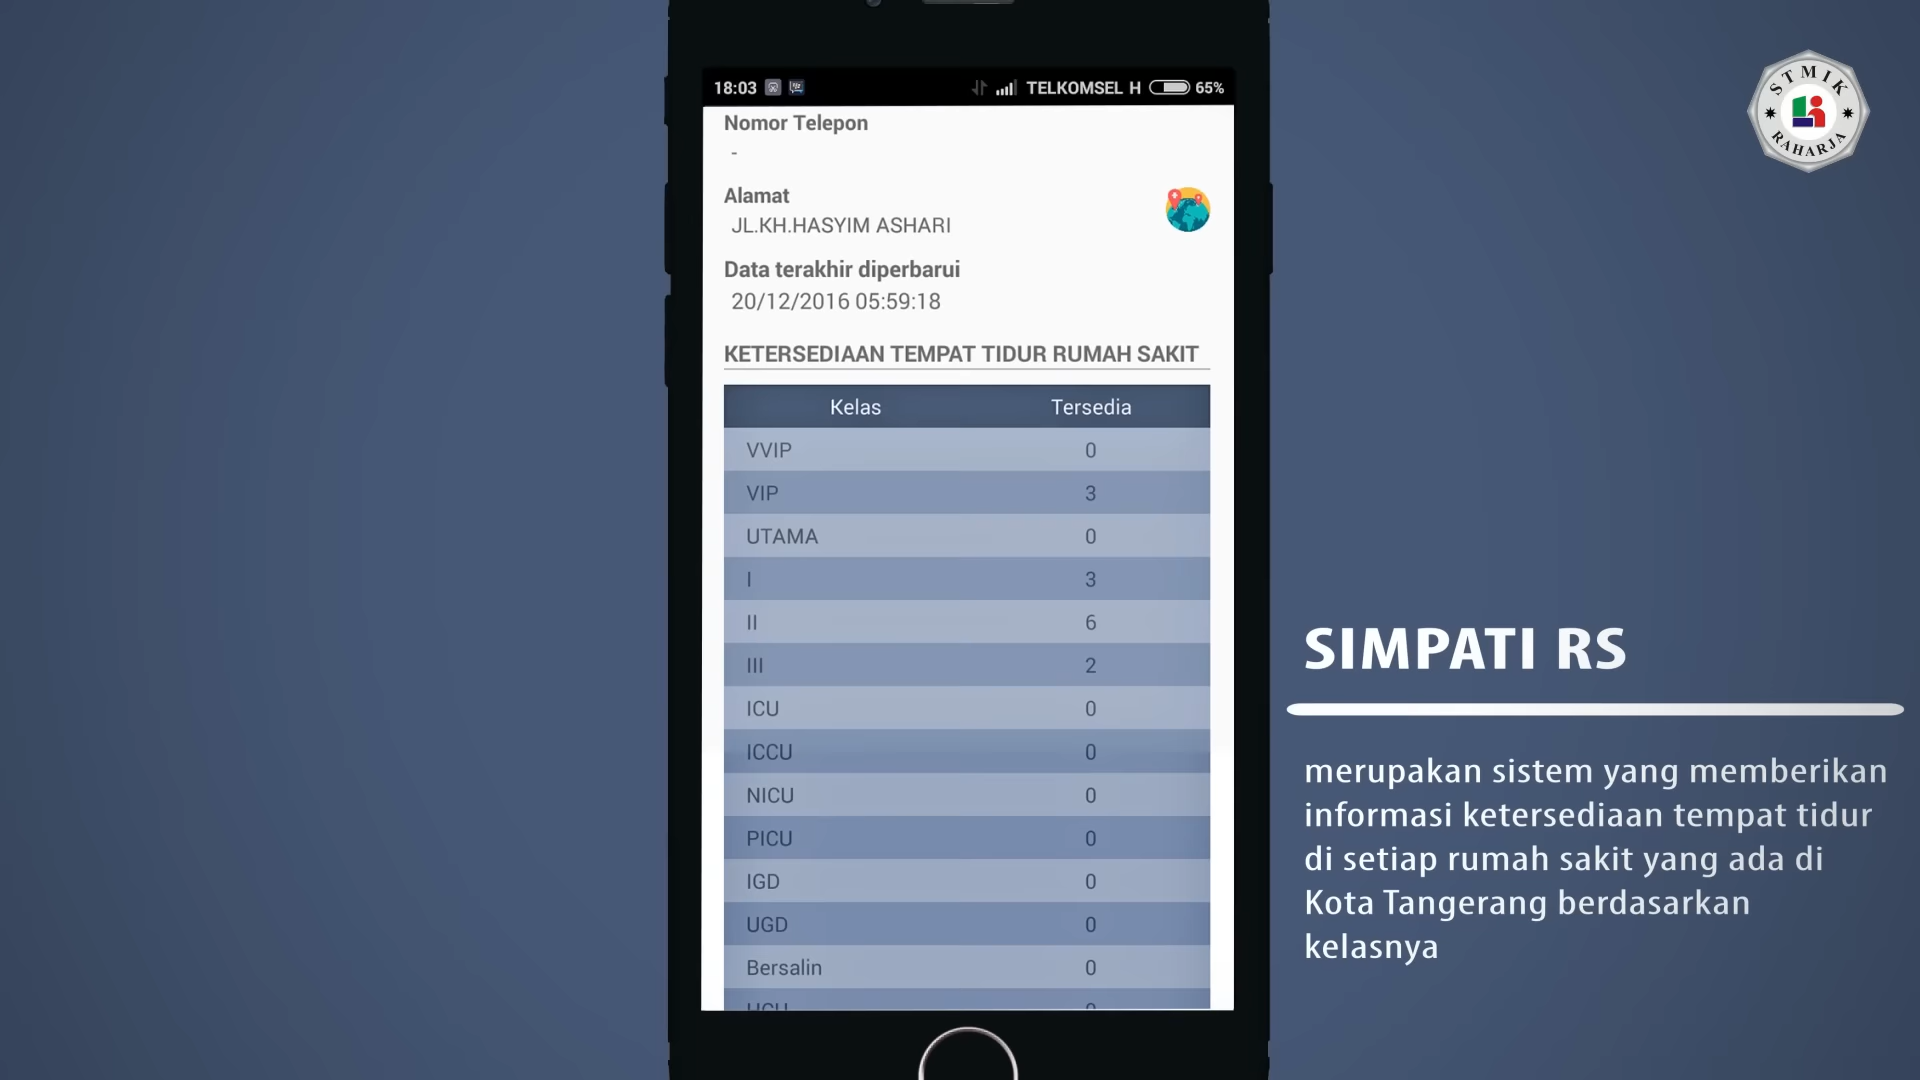 18:03 TELKOMSEL H 65%
Nomor Telepon
-
Alamat
JL.KH.HASYIM ASHARI
Data terakhir diperbarui
20/12/2016 05:59:18
KETERSEDIAAN TEMPAT TIDUR RUMAH SAKIT
Kelas Tersedia
VVIP 0
VIP 3
UTAMA 0
I 3
II 6
III 2
ICU 0
ICCU 0
NICU 0
PICU 0
IGD 0
UGD 0
Bersalin 0
STMIK
RAHARJA
SIMPATI RS
merupakan sistem yang memberikan
informasi ketersediaan tempat tidur
di setiap rumah sakit yang ada di
Kota Tangerang berdasarkan
kelasnya